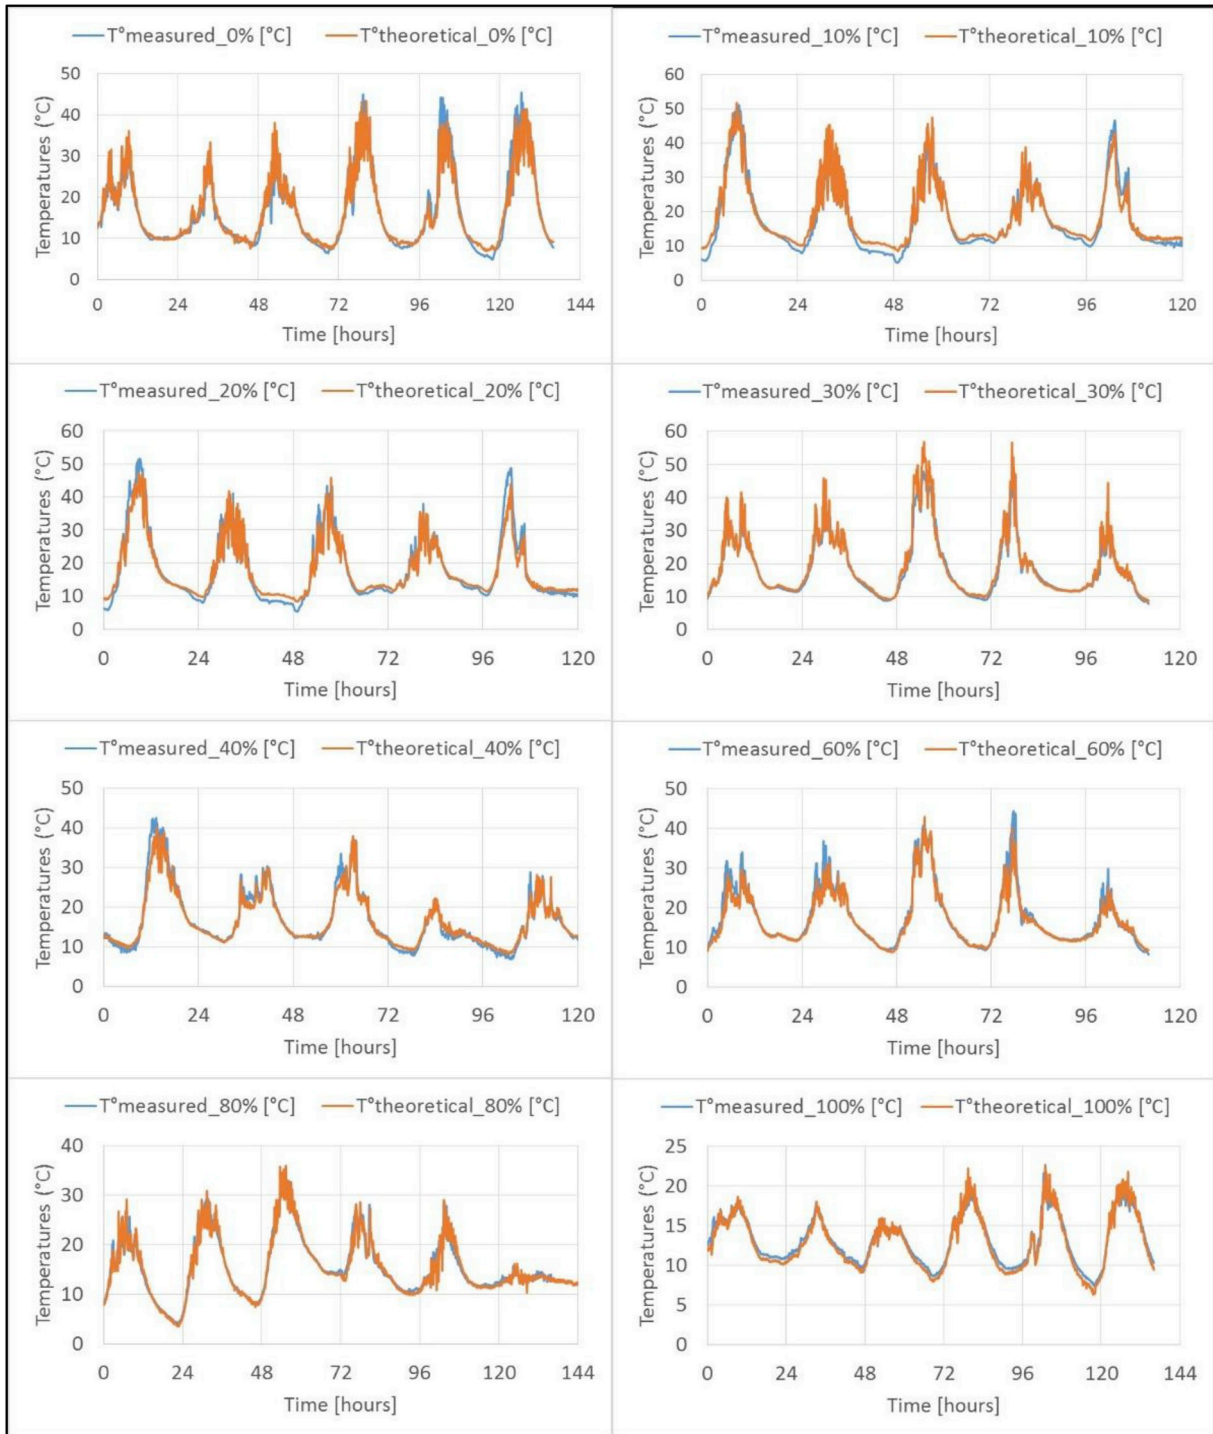 T°measured_0% [°C] T°theoretical_0% [°C]
50
40
30
20
10
0
Temperatures (°C)
0 24 48 72 96 120 144
Time [hours]
T°measured_10% [°C] T°theoretical_10% [°C]
60
50
40
30
20
10
0
Temperatures (°C)
0 24 48 72 96 120
Time [hours]
T°measured_20% [°C] T°theoretical_20% [°C]
60
50
40
30
20
10
0
Temperatures (°C)
0 24 48 72 96 120
Time [hours]
T°measured_30% [°C] T°theoretical_30% [°C]
60
50
40
30
20
10
0
Temperatures (°C)
0 24 48 72 96 120
Time [hours]
T°measured_40% [°C] T°theoretical_40% [°C]
50
40
30
20
10
0
Temperatures (°C)
0 24 48 72 96 120
Time [hours]
T°measured_60% [°C] T°theoretical_60% [°C]
50
40
30
20
10
0
Temperatures (°C)
0 24 48 72 96 120
Time [hours]
T°measured_80% [°C] T°theoretical_80% [°C]
40
30
20
10
0
Temperatures (°C)
0 24 48 72 96 120 144
Time [hours]
T°measured_100% [°C] T°theoretical_100% [°C]
25
20
15
10
5
0
Temperatures (°C)
0 24 48 72 96 120 144
Time [hours]